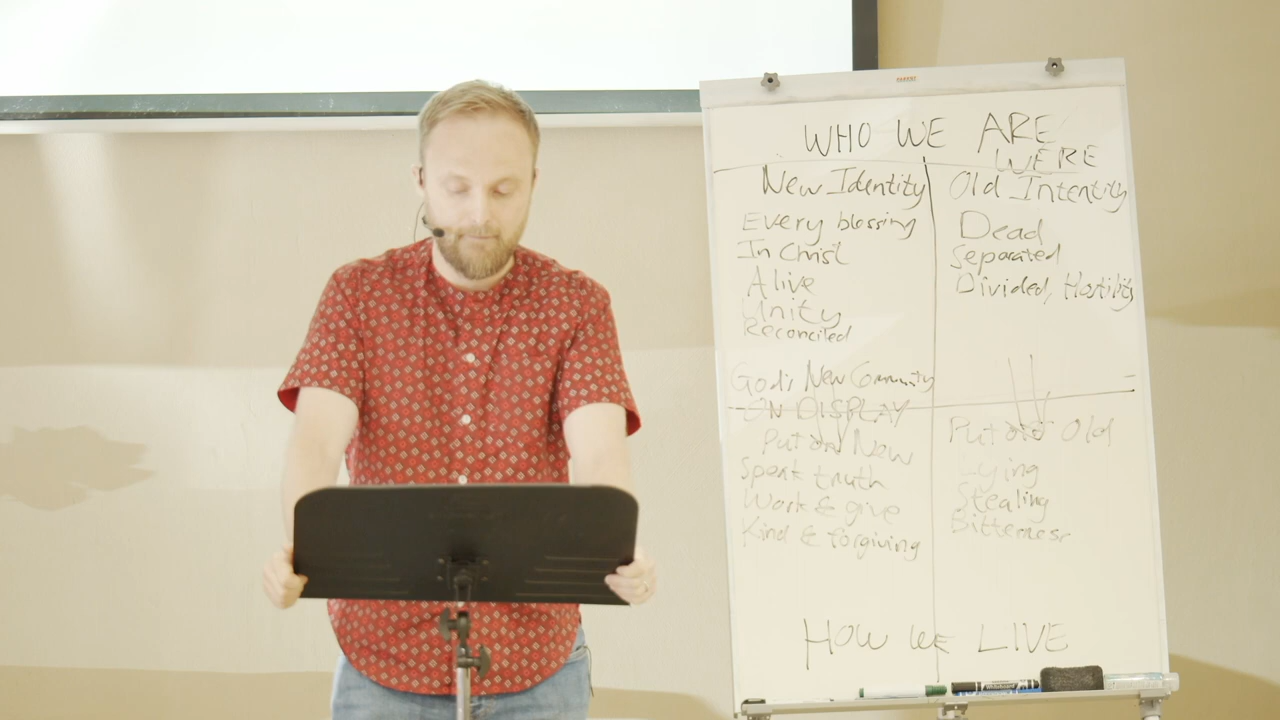 WHO WE ARE
WERE
New Identity
Every blessing
In Christ
Alive
Unity
Reconciled
God's New Community
ON DISPLAY
Put on New
Speak truth
Work & give
Kind & forgiving
Old Intentity
Dead
Separated
Divided, Hostility
Put off Old
Lying
Stealing
Bitterness
HOW WE LIVE